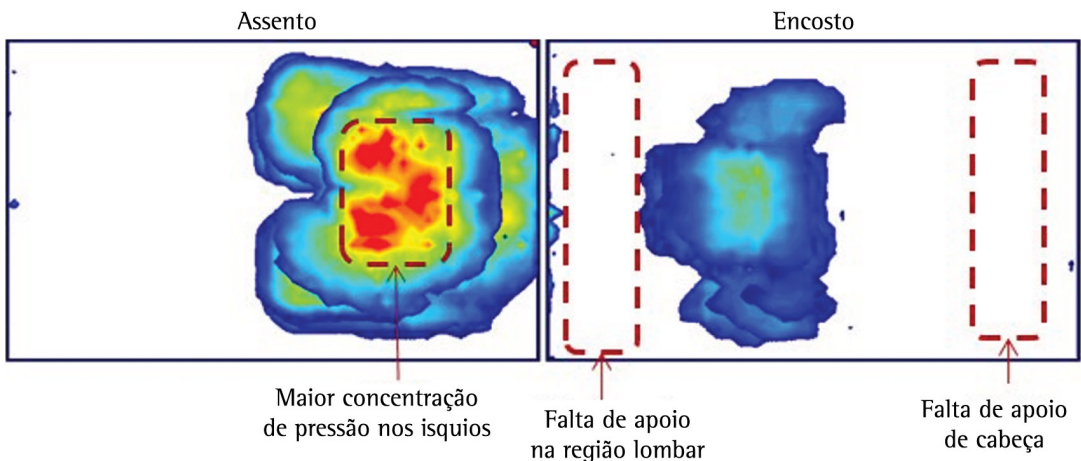 Assento
Encosto
Maior concentração
de pressão nos isquios
Falta de apoio
na região lombar
Falta de apoio
de cabeça